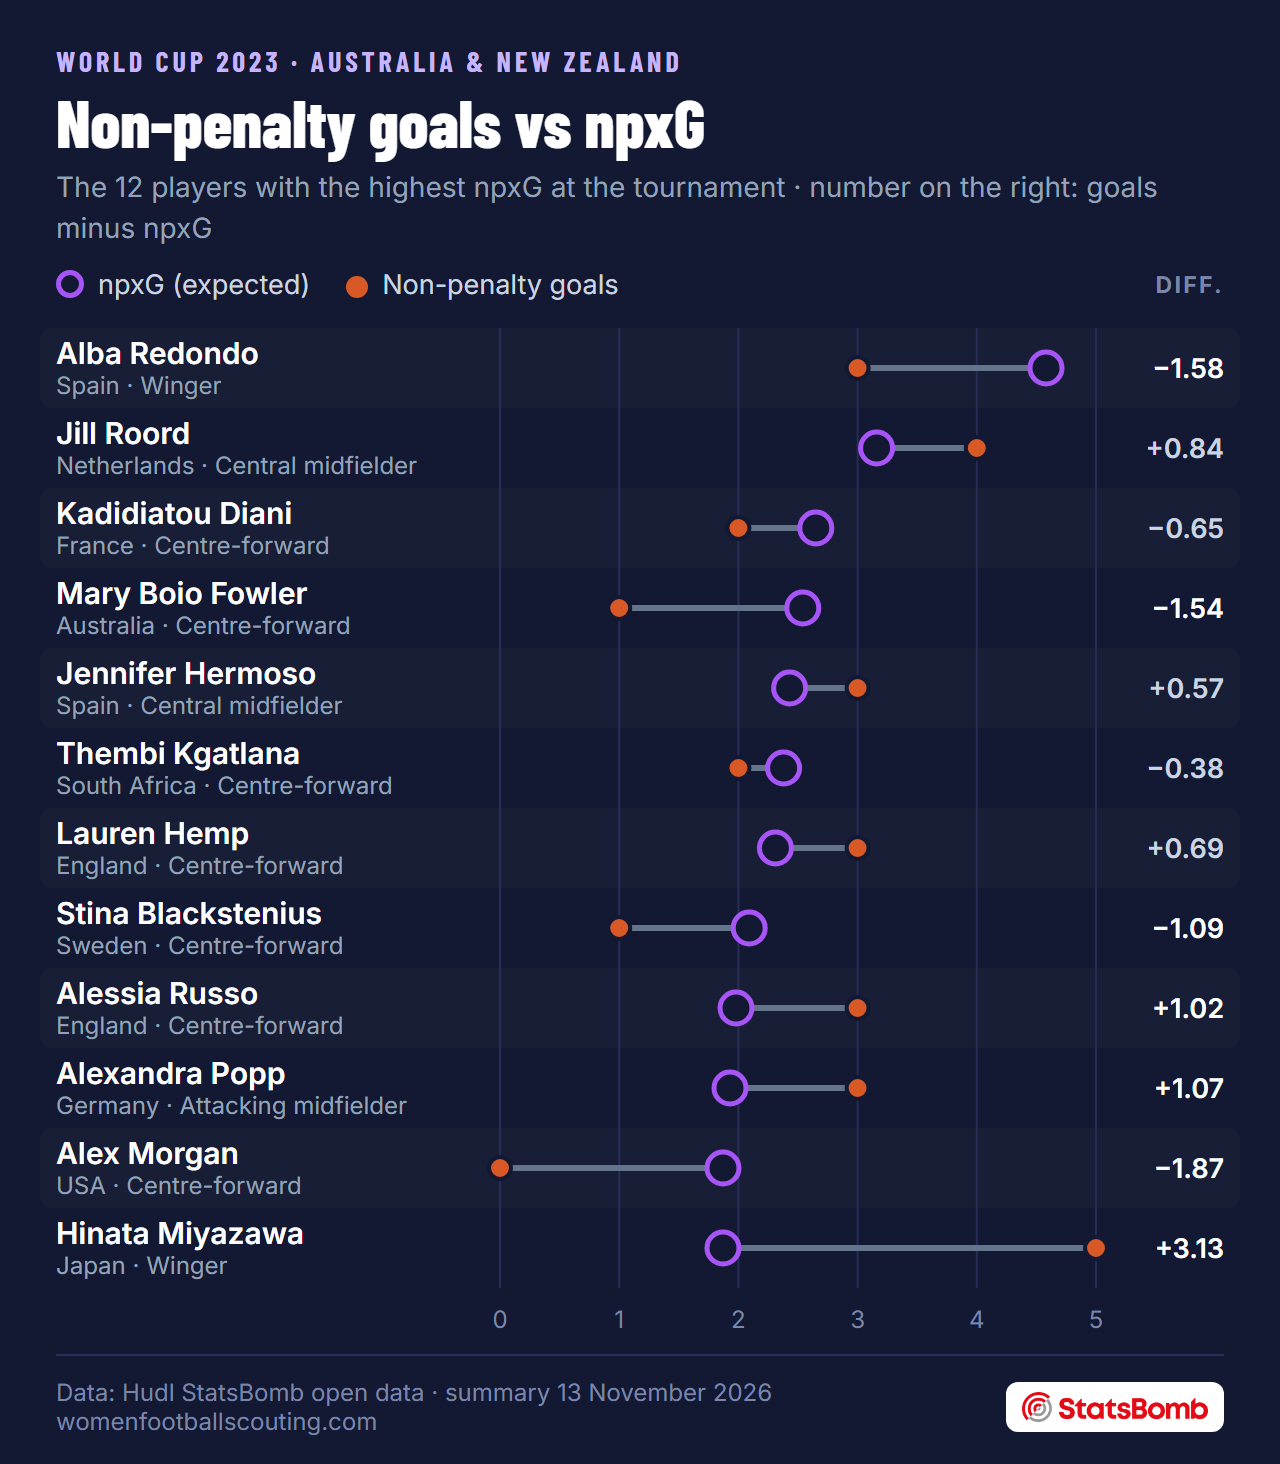 WORLD CUP 2023 · AUSTRALIA & NEW ZEALAND
Non-penalty goals vs npxG
The 12 players with the highest npxG at the tournament · number on the right: goals
minus npxG
npxG (expected) Non-penalty goals DIFF.
Alba Redondo
Spain · Winger
−1.58
Jill Roord
Netherlands · Central midfielder
+0.84
Kadidiatou Diani
France · Centre-forward
−0.65
Mary Boio Fowler
Australia · Centre-forward
−1.54
Jennifer Hermoso
Spain · Central midfielder
+0.57
Thembi Kgatlana
South Africa · Centre-forward
−0.38
Lauren Hemp
England · Centre-forward
+0.69
Stina Blackstenius
Sweden · Centre-forward
−1.09
Alessia Russo
England · Centre-forward
+1.02
Alexandra Popp
Germany · Attacking midfielder
+1.07
Alex Morgan
USA · Centre-forward
−1.87
Hinata Miyazawa
Japan · Winger
+3.13
0 1 2 3 4 5
Data: Hudl StatsBomb open data · summary 13 November 2026
womenfootballscouting.com
StatsBomb